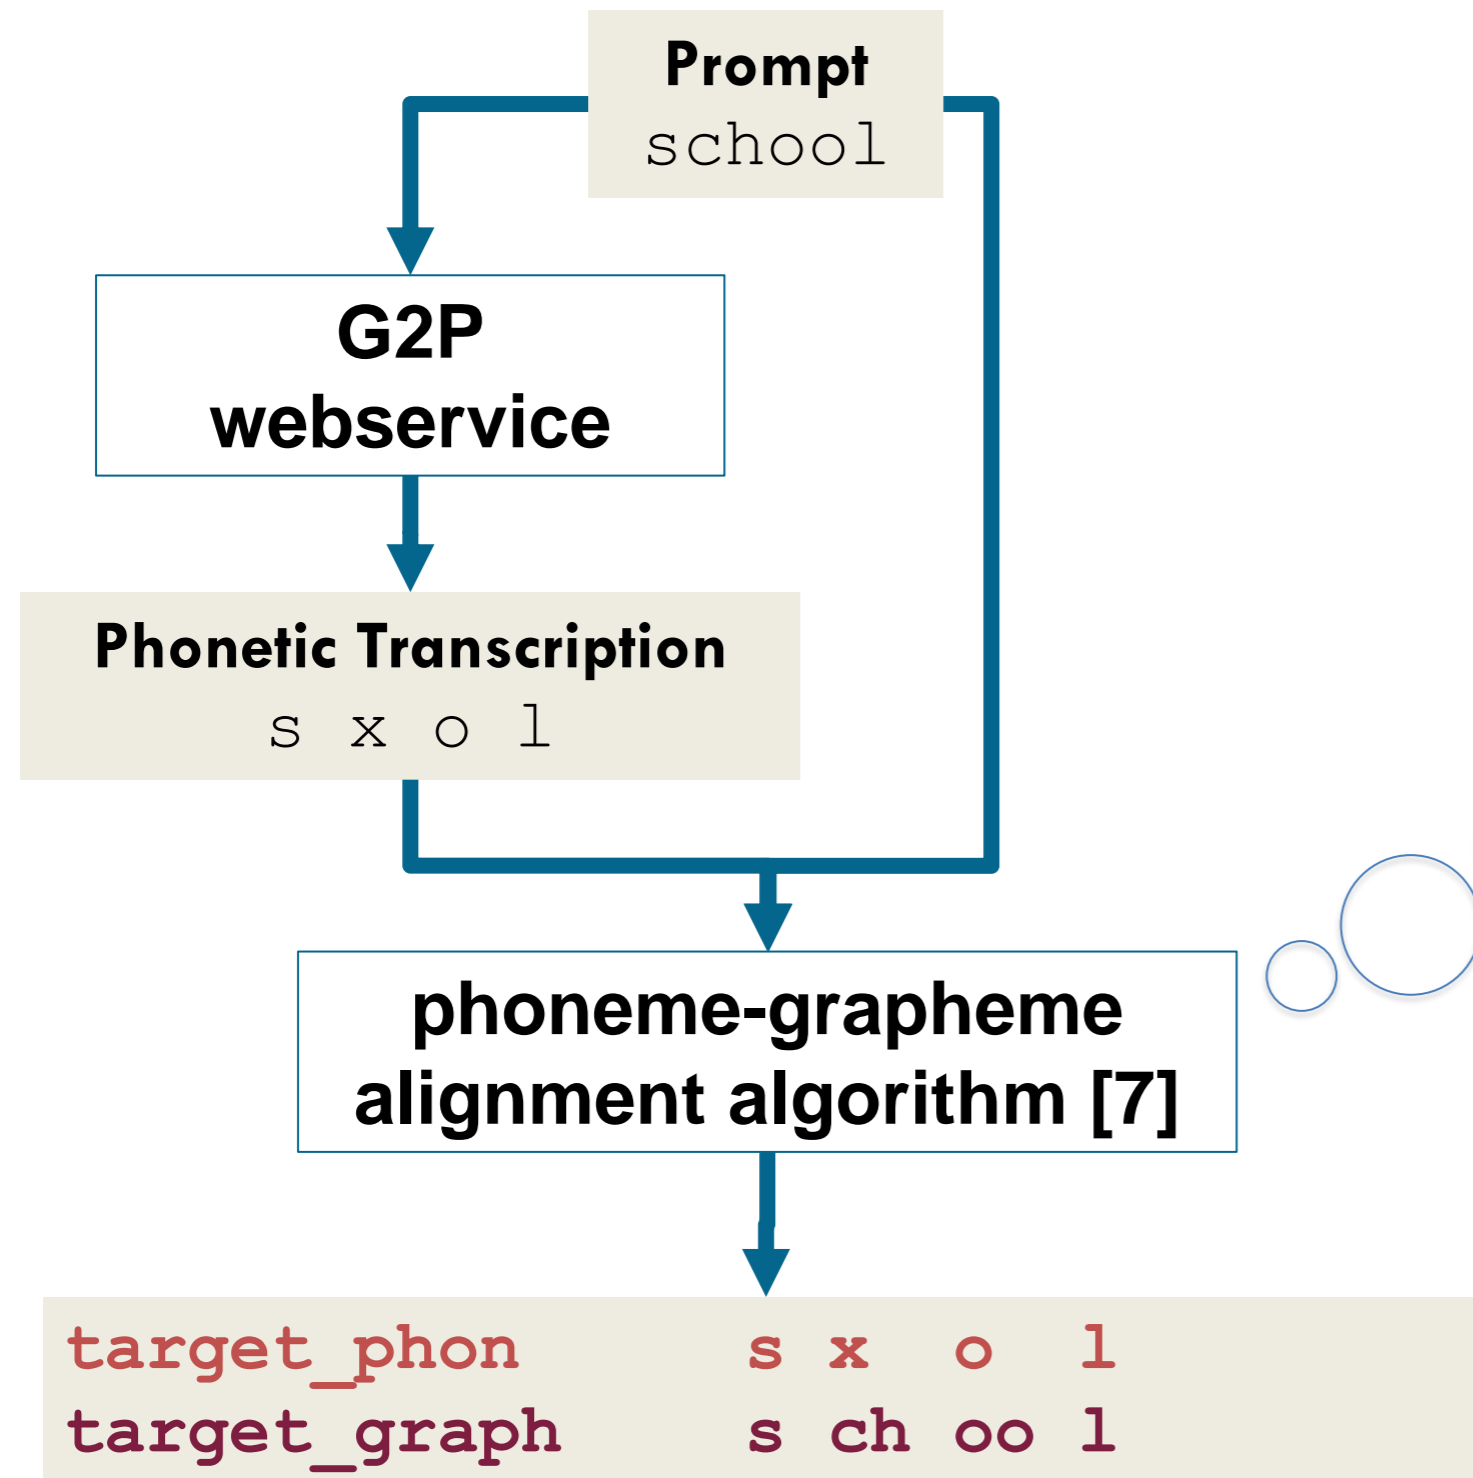 Prompt
school
G2P
webservice
Phonetic Transcription
s x o l
phoneme-grapheme
alignment algorithm [7]
target_phon s x o l
target_graph s ch oo l